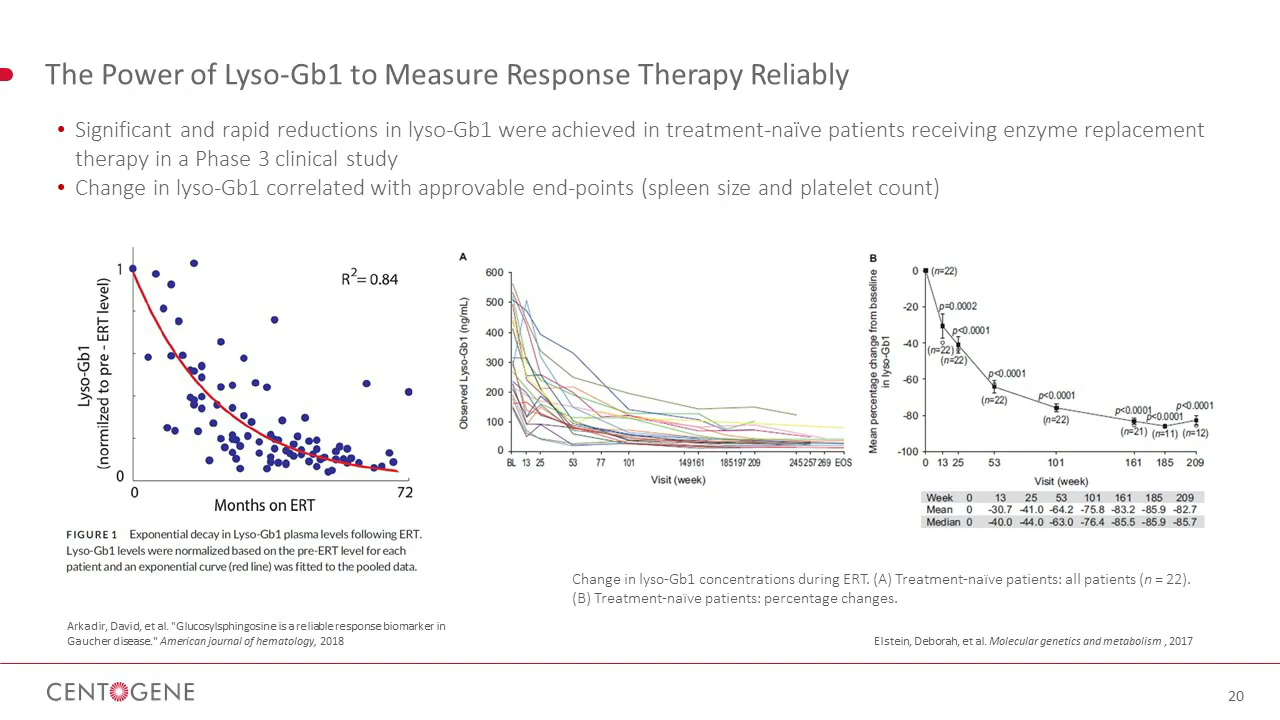 The Power of Lyso-Gb1 to Measure Response Therapy Reliably
• Significant and rapid reductions in lyso-Gb1 were achieved in treatment-naïve patients receiving enzyme replacement
therapy in a Phase 3 clinical study
• Change in lyso-Gb1 correlated with approvable end-points (spleen size and platelet count)
Lyso-Gb1
(normilized to pre - ERT level)
1
0
R2= 0.84
0
72
Months on ERT
FIGURE 1 Exponential decay in Lyso-Gb1 plasma levels following ERT.
Lyso-Gb1 levels were normalized based on the pre-ERT level for each
patient and an exponential curve (red line) was fitted to the pooled data.
A
Observed Lyso-Gb1 (ng/mL)
600
500
400
300
200
100
0
BL 13 25 53 77 101 149 161 185 197 209 245 257 269 EOS
Visit (week)
B
Mean percentage change from baseline
in lyso-Gb1
0
-20
-40
-60
-80
-100
(n=22)
p=0.0002
p<0.0001
(n=22)
(n=22)
p<0.0001
(n=22)
p<0.0001
(n=22)
p<0.0001
p<0.0001
p<0.0001
(n=21) (n=11) (n=12)
0 13 25 53 101 161 185 209
Visit (week)
Week 0 13 25 53 101 161 185 209
Mean 0 -30.7 -41.0 -64.2 -75.8 -83.2 -85.9 -82.7
Median 0 -40.0 -44.0 -63.0 -76.4 -85.5 -85.9 -85.7
Change in lyso-Gb1 concentrations during ERT. (A) Treatment-naïve patients: all patients (n = 22).
(B) Treatment-naïve patients: percentage changes.
Arkadir, David, et al. "Glucosylsphingosine is a reliable response biomarker in
Gaucher disease." American journal of hematology, 2018
Elstein, Deborah, et al. Molecular genetics and metabolism , 2017
CENTOGENE
20